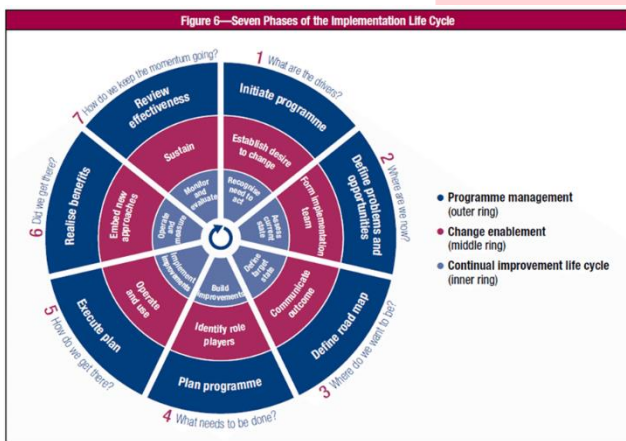 Figure 6—Seven Phases of the Implementation Life Cycle
1 What are the drivers?
Initiate programme
Establish desire
to change
Recognise
need to
act
2 Where are we now?
Define problems and
opportunities
Form implementation
team
Assess
current
state
3 Where do we want to be?
Define road map
Communicate
outcome
Define
target
state
4 What needs to be done?
Plan programme
Identify role
players
Build
improvements
5 How do we get there?
Execute plan
Operate
and use
Implement
improvements
6 Did we get there?
Realise benefits
Embed new
approaches
Operate
and
measure
7 How do we keep the momentum going?
Review
effectiveness
Sustain
Monitor
and
evaluate
• Programme management
(outer ring)
• Change enablement
(middle ring)
• Continual improvement life cycle
(inner ring)